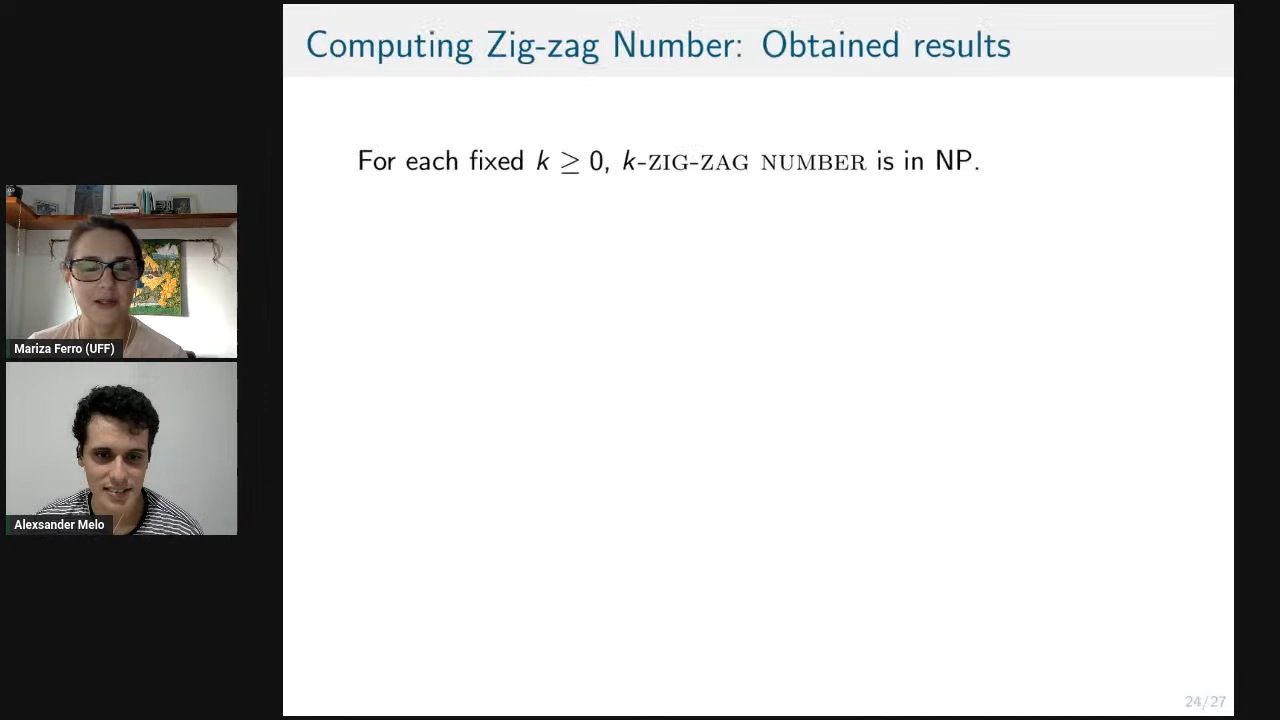 Computing Zig-zag Number: Obtained results
For each fixed k ≥ 0, k-ZIG-ZAG NUMBER is in NP.
Mariza Ferro (UFF)
Alexsander Melo
24/27